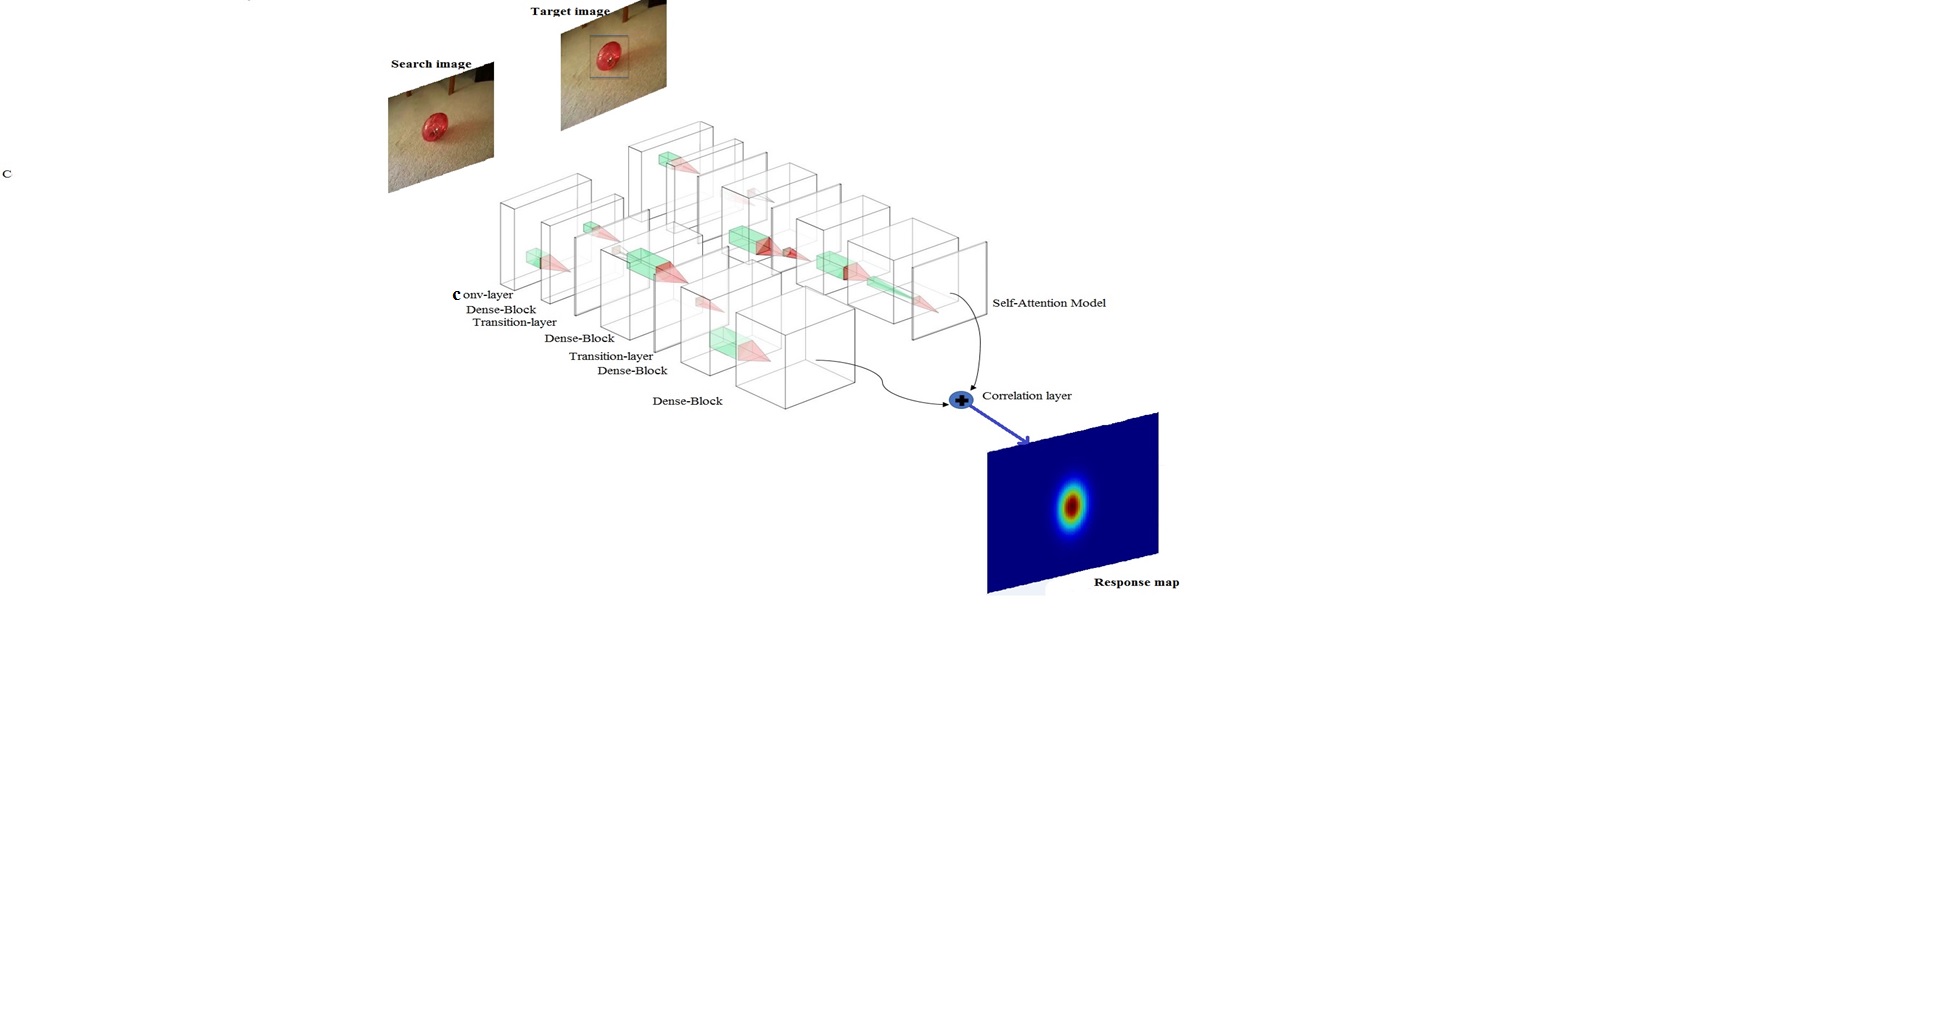 Target image
Search image
C
Conv-layer
Dense-Block
Transition-layer
Dense-Block
Transition-layer
Dense-Block
Dense-Block
Self-Attention Model
Correlation layer
Response map